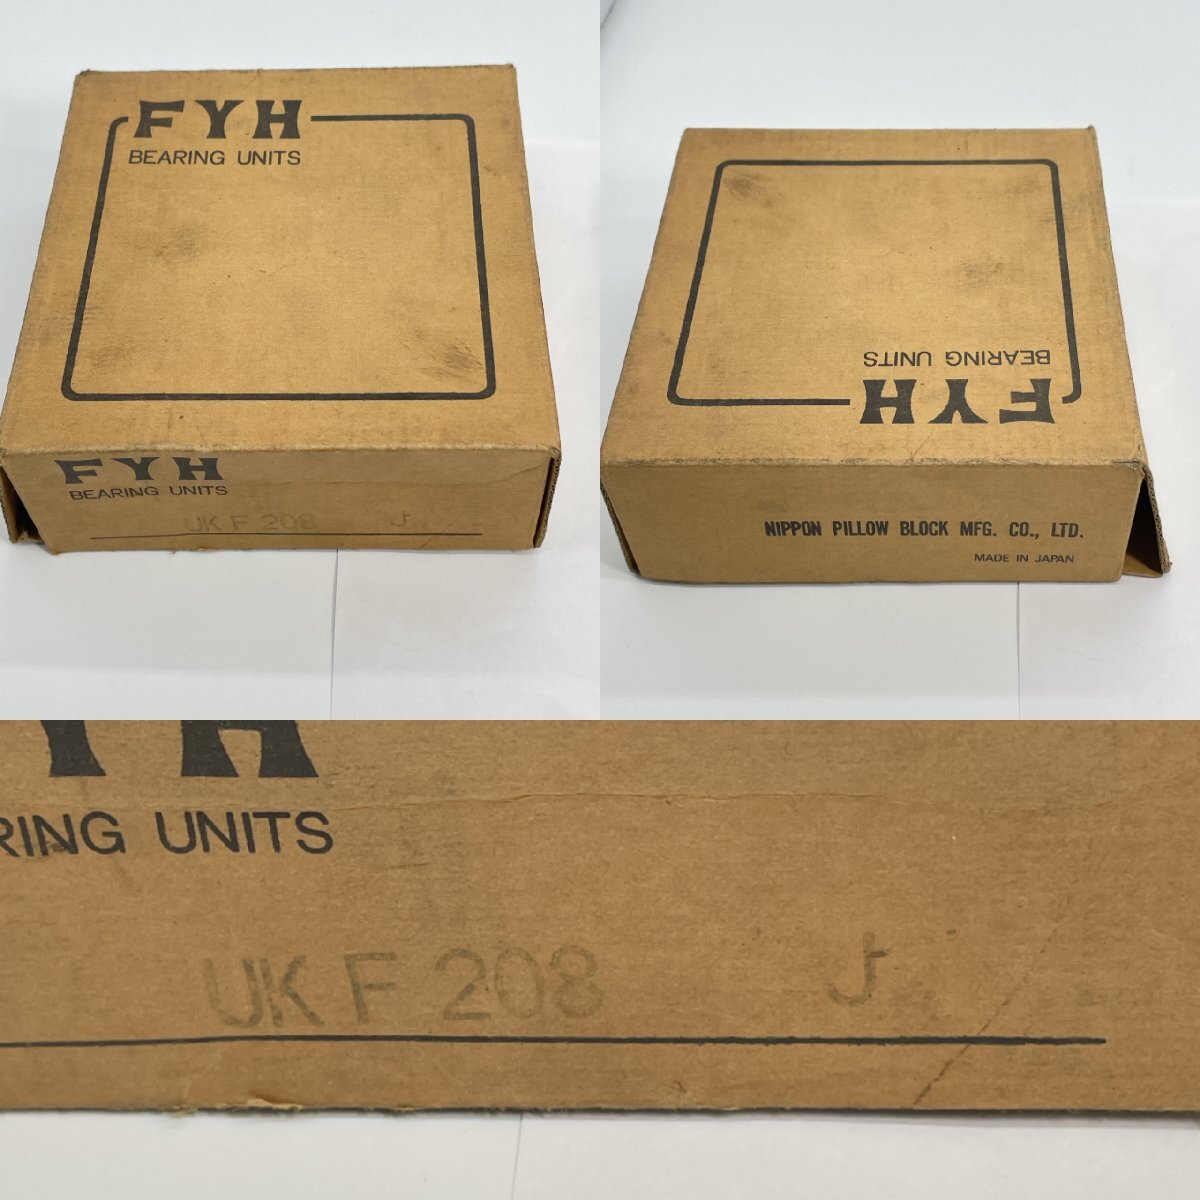 FYH
BEARING UNITS
FYH
BEARING UNITS
UK F 208 J
BEARING UNITS
FYH
NIPPON PILLOW BLOCK MFG. CO., LTD.
MADE IN JAPAN
YH
RING UNITS
UK F 208 J